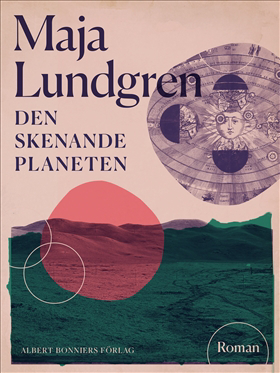 Maja
Lundgren
DEN
SKENANDE
PLANETEN
ALBERT BONNIERS FÖRLAG
Roman